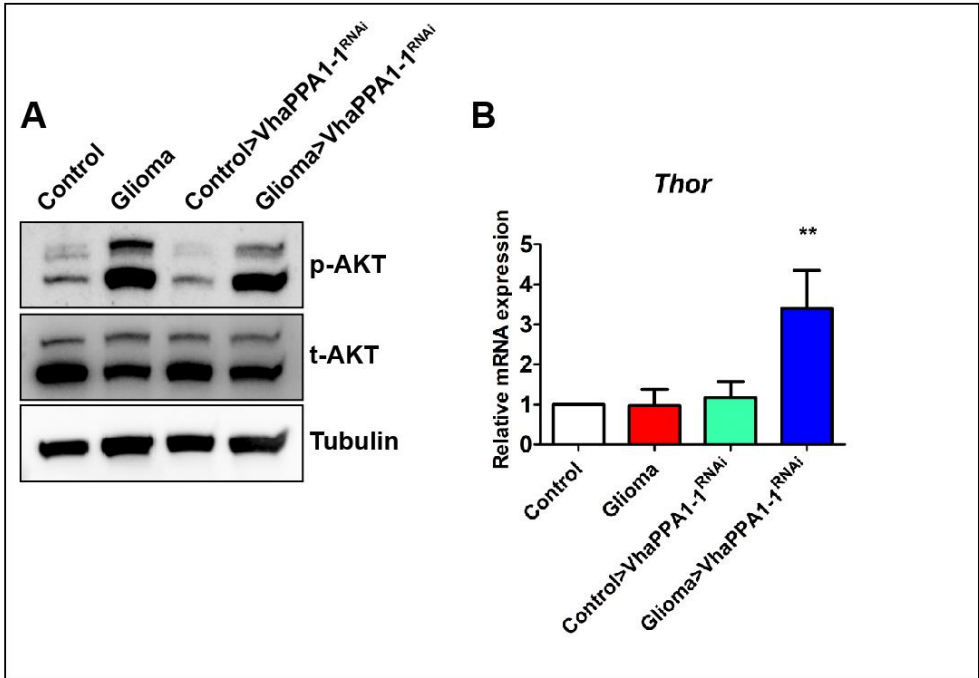 A
Control
Glioma
Control>VhaPPA1-1RNAi
Glioma>VhaPPA1-1RNAi
p-AKT
t-AKT
Tubulin
B
Thor
**
Relative mRNA expression
5
4
3
2
1
0
Control
Glioma
Control>VhaPPA1-1RNAi
Glioma>VhaPPA1-1RNAi